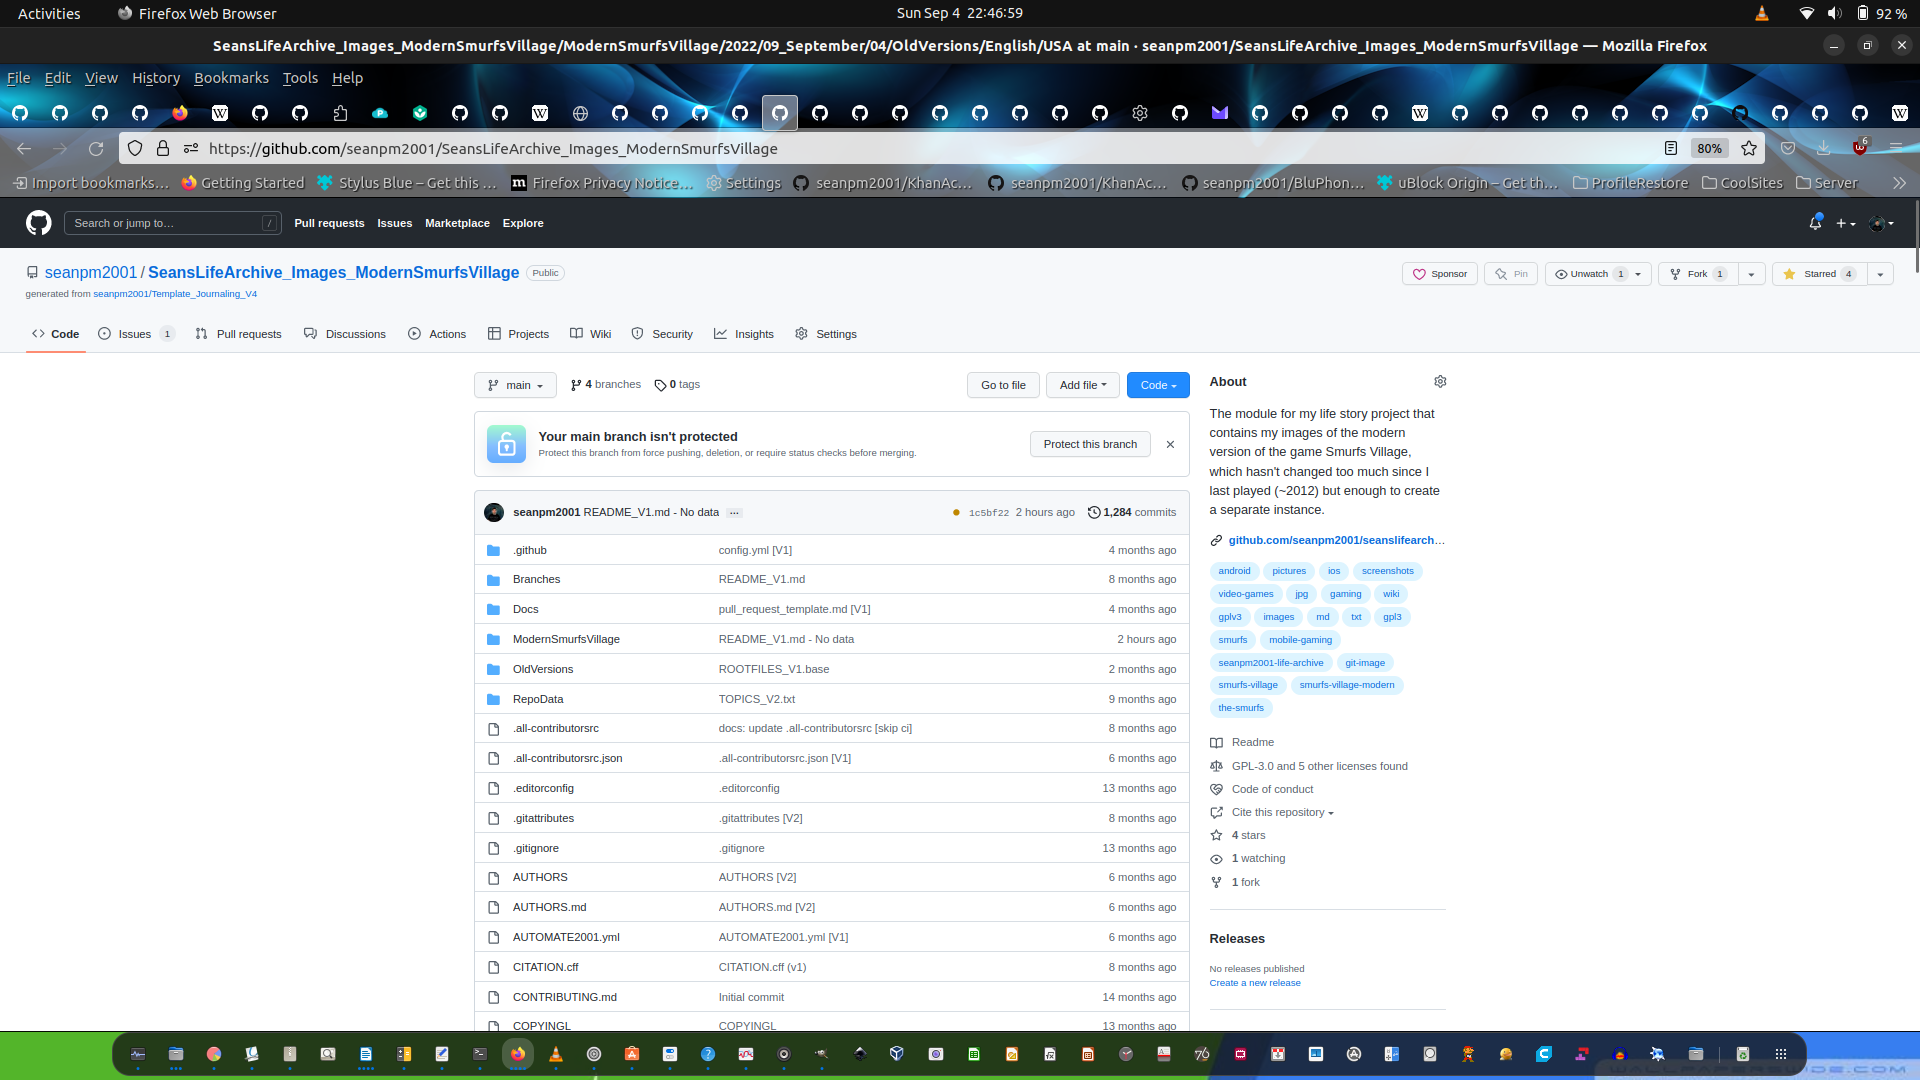 Activities
Firefox Web Browser
Sun Sep 4 22:46:59
92 %
SeansLifeArchive_Images_ModernSmurfsVillage/ModernSmurfsVillage/2022/09_September/04/OldVersions/English/USA at main · seanpm2001/SeansLifeArchive_Images_ModernSmurfsVillage — Mozilla Firefox
File Edit View History Bookmarks Tools Help
https://github.com/seanpm2001/SeansLifeArchive_Images_ModernSmurfsVillage
80%
6
Import bookmarks… Getting Started Stylus Blue – Get this … Firefox Privacy Notice… Settings seanpm2001/KhanAc… seanpm2001/KhanAc… seanpm2001/BluPhon… uBlock Origin – Get th… ProfileRestore CoolSites Server
Search or jump to… /
Pull requests Issues Marketplace Explore
seanpm2001 / SeansLifeArchive_Images_ModernSmurfsVillage Public
generated from seanpm2001/Template_Journaling_V4
Sponsor Pin Unwatch 1 Fork 1 Starred 4
Code Issues 1 Pull requests Discussions Actions Projects Wiki Security Insights Settings
main 4 branches 0 tags
Go to file Add file Code
Your main branch isn't protected
Protect this branch from force pushing, deletion, or require status checks before merging.
Protect this branch
seanpm2001 README_V1.md - No data … 1c5bf22 2 hours ago 1,284 commits
.github config.yml [V1] 4 months ago
Branches README_V1.md 8 months ago
Docs pull_request_template.md [V1] 4 months ago
ModernSmurfsVillage README_V1.md - No data 2 hours ago
OldVersions ROOTFILES_V1.base 2 months ago
RepoData TOPICS_V2.txt 9 months ago
.all-contributorsrc docs: update .all-contributorsrc [skip ci] 8 months ago
.all-contributorsrc.json .all-contributorsrc.json [V1] 6 months ago
.editorconfig .editorconfig 13 months ago
.gitattributes .gitattributes [V2] 8 months ago
.gitignore .gitignore 13 months ago
AUTHORS AUTHORS [V2] 6 months ago
AUTHORS.md AUTHORS.md [V2] 6 months ago
AUTOMATE2001.yml AUTOMATE2001.yml [V1] 6 months ago
CITATION.cff CITATION.cff (v1) 8 months ago
CONTRIBUTING.md Initial commit 14 months ago
COPYINGL COPYINGL 13 months ago
About
The module for my life story project that
contains my images of the modern
version of the game Smurfs Village,
which hasn't changed too much since I
last played (~2012) but enough to create
a separate instance.
github.com/seanpm2001/seanslifearch…
android pictures ios screenshots
video-games jpg gaming wiki
gplv3 images md txt gpl3
smurfs mobile-gaming
seanpm2001-life-archive git-image
smurfs-village smurfs-village-modern
the-smurfs
Readme
GPL-3.0 and 5 other licenses found
Code of conduct
Cite this repository
4 stars
1 watching
1 fork
Releases
No releases published
Create a new release